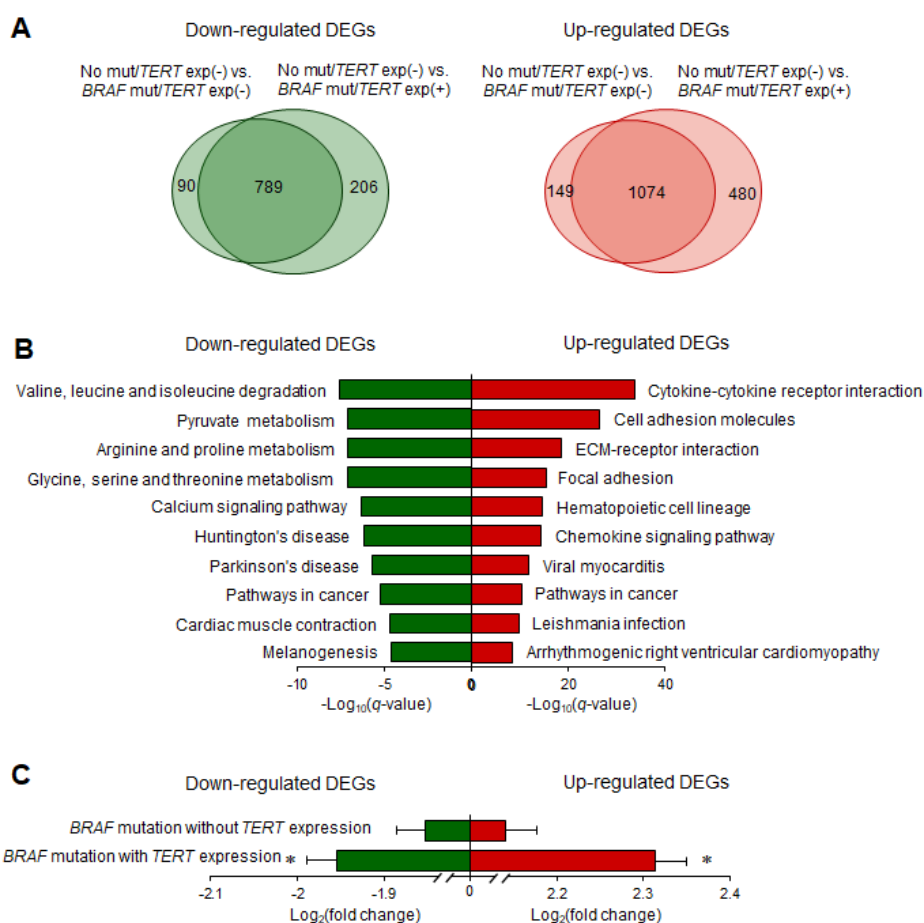 A
Down-regulated DEGs
Up-regulated DEGs
No mut/TERT exp(-) vs.
BRAF mut/TERT exp(-)
No mut/TERT exp(-) vs.
BRAF mut/TERT exp(+)
No mut/TERT exp(-) vs.
BRAF mut/TERT exp(-)
No mut/TERT exp(-) vs.
BRAF mut/TERT exp(+)
90
789
206
149
1074
480
B
Down-regulated DEGs
Up-regulated DEGs
Valine, leucine and isoleucine degradation
Cytokine-cytokine receptor interaction
Pyruvate metabolism
Cell adhesion molecules
Arginine and proline metabolism
ECM-receptor interaction
Glycine, serine and threonine metabolism
Focal adhesion
Calcium signaling pathway
Hematopoietic cell lineage
Huntington's disease
Chemokine signaling pathway
Parkinson's disease
Viral myocarditis
Pathways in cancer
Pathways in cancer
Cardiac muscle contraction
Leishmania infection
Melanogenesis
Arrhythmogenic right ventricular cardiomyopathy
-10 -5 0 20 40
-Log10(q-value)
-Log10(q-value)
C
Down-regulated DEGs
Up-regulated DEGs
BRAF mutation without TERT expression
BRAF mutation with TERT expression * *
-2.1 -2 -1.9 0 2.2 2.3 2.4
Log2(fold change)
Log2(fold change)